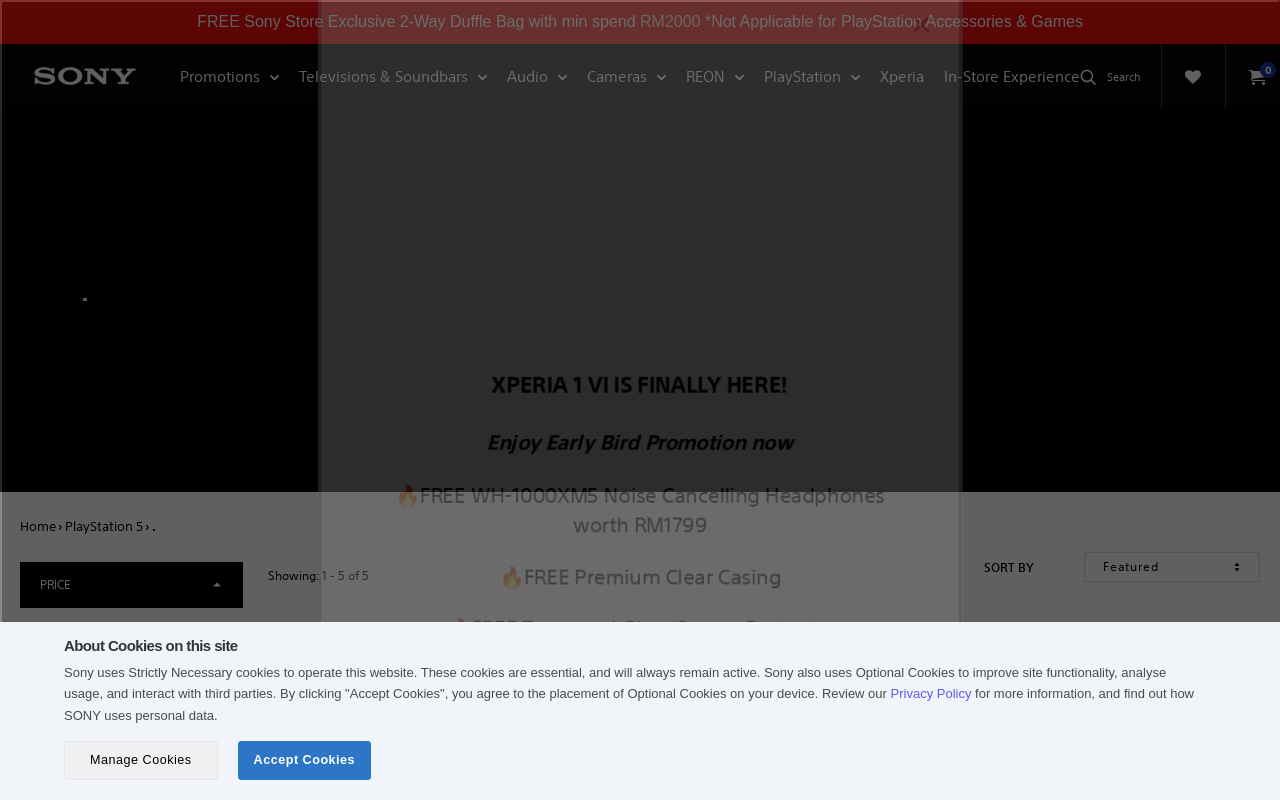 FREE Sony Store Exclusive 2-Way Duffle Bag with min spend RM2000 *Not Applicable for PlayStation Accessories & Games
SONY Promotions Televisions & Soundbars Audio Cameras REON PlayStation Xperia In-Store Experience Search 0
XPERIA 1 VI IS FINALLY HERE!
Enjoy Early Bird Promotion now
🔥FREE WH-1000XM5 Noise Cancelling Headphones
worth RM1799
Home › PlayStation 5 › .
🔥FREE Premium Clear Casing
Showing: 1 - 5 of 5
SORT BY Featured
PRICE
About Cookies on this site
Sony uses Strictly Necessary cookies to operate this website. These cookies are essential, and will always remain active. Sony also uses Optional Cookies to improve site functionality, analyse
usage, and interact with third parties. By clicking "Accept Cookies", you agree to the placement of Optional Cookies on your device. Review our Privacy Policy for more information, and find out how
SONY uses personal data.
Manage Cookies Accept Cookies